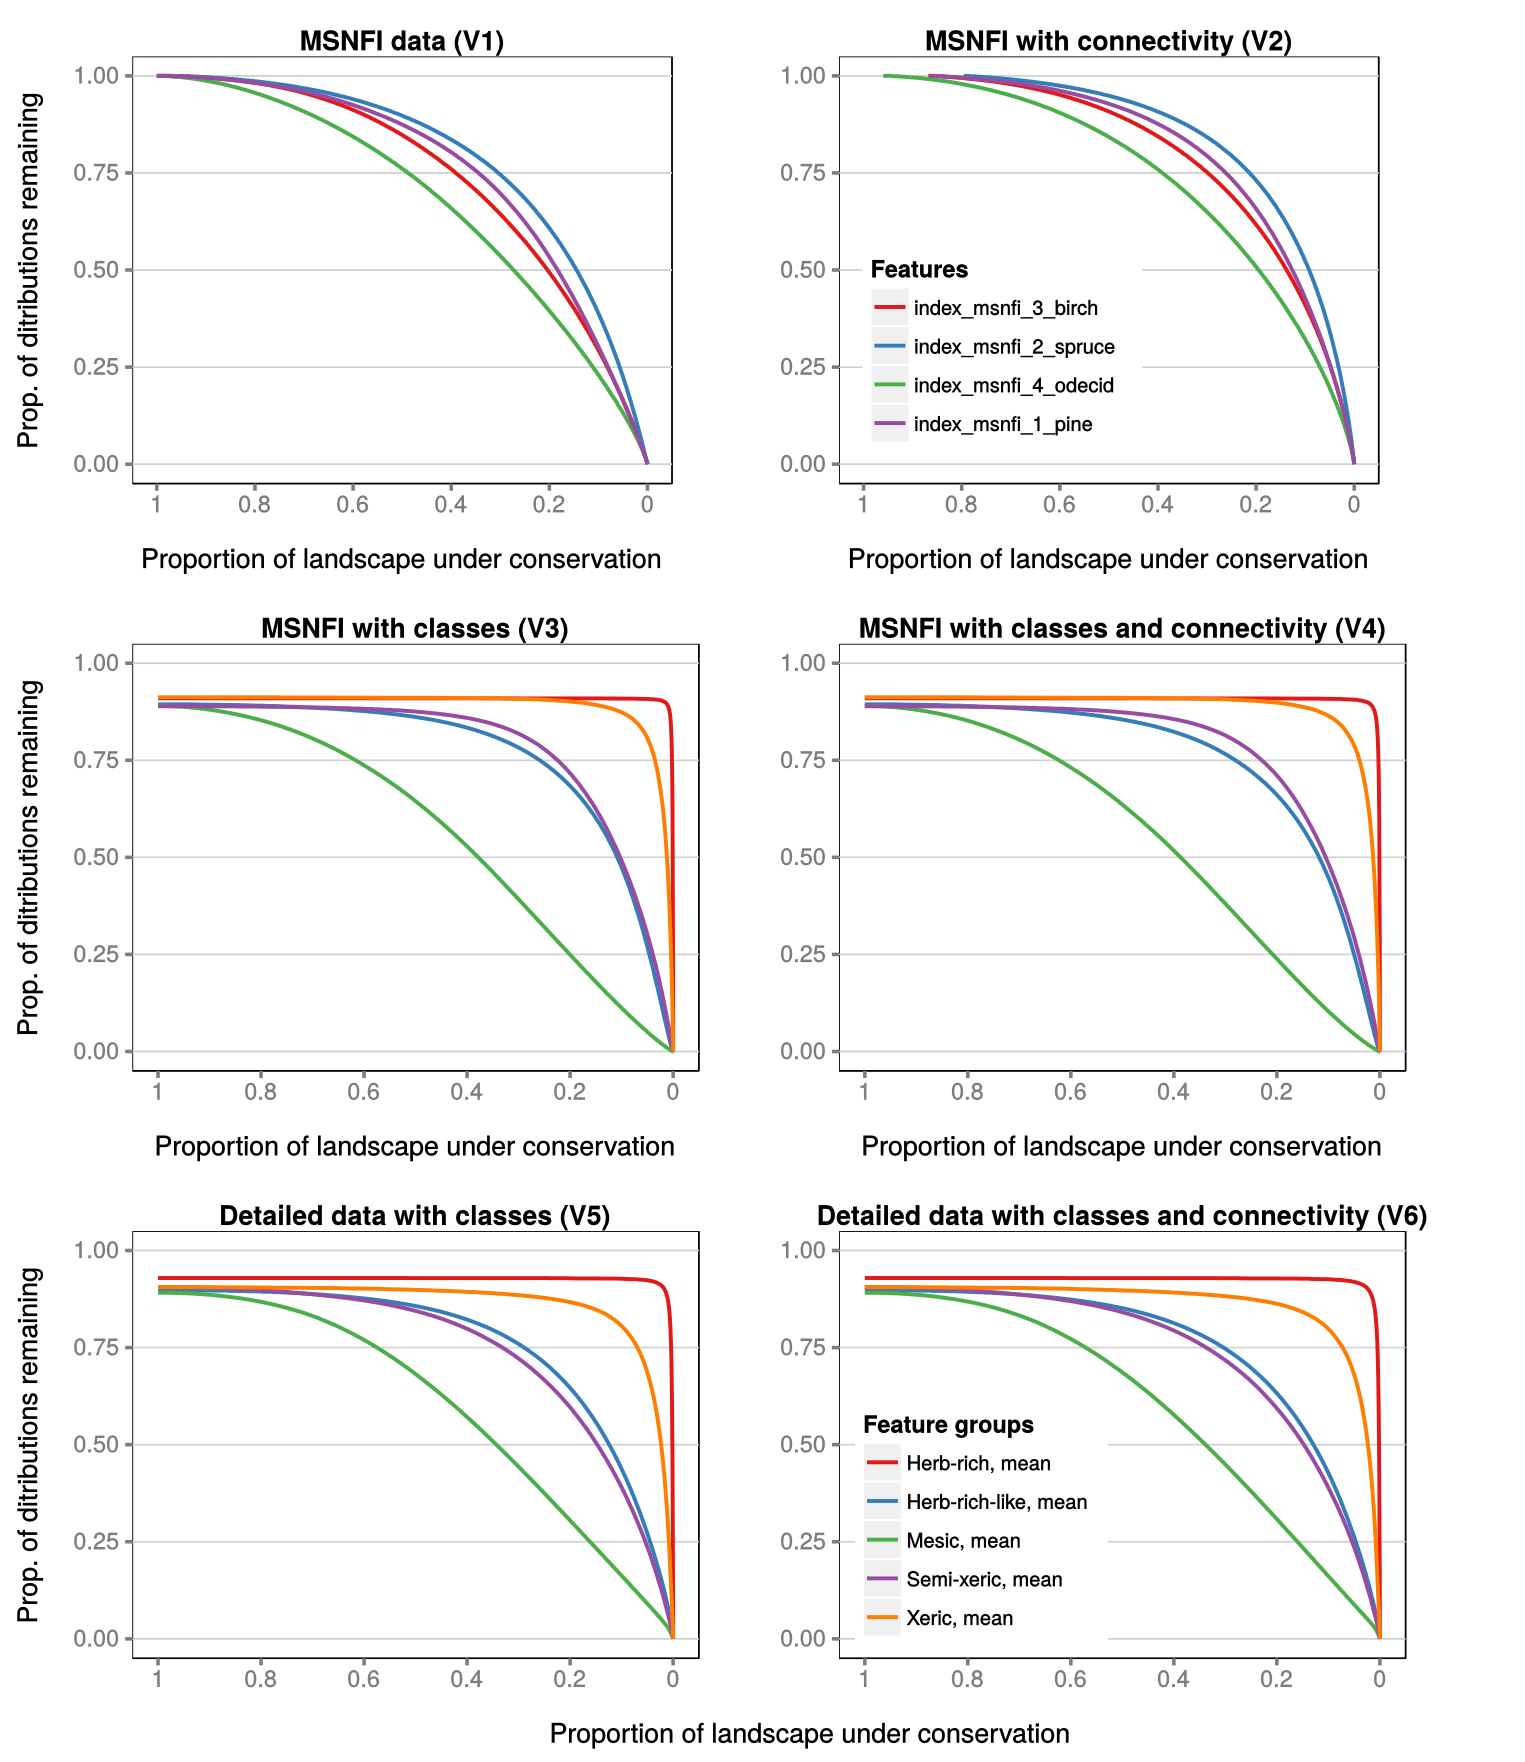 MSNFI data (V1)
MSNFI with connectivity (V2)
Prop. of ditributions remaining
1.00
0.75
0.50
0.25
0.00
1 0.8 0.6 0.4 0.2 0
Proportion of landscape under conservation
1.00
0.75
0.50
0.25
0.00
Features
index_msnfi_3_birch
index_msnfi_2_spruce
index_msnfi_4_odecid
index_msnfi_1_pine
1 0.8 0.6 0.4 0.2 0
Proportion of landscape under conservation
MSNFI with classes (V3)
MSNFI with classes and connectivity (V4)
Prop. of ditributions remaining
1.00
0.75
0.50
0.25
0.00
1 0.8 0.6 0.4 0.2 0
Proportion of landscape under conservation
1.00
0.75
0.50
0.25
0.00
1 0.8 0.6 0.4 0.2 0
Proportion of landscape under conservation
Detailed data with classes (V5)
Detailed data with classes and connectivity (V6)
Prop. of ditributions remaining
1.00
0.75
0.50
0.25
0.00
1 0.8 0.6 0.4 0.2 0
1.00
0.75
0.50
0.25
0.00
Feature groups
Herb-rich, mean
Herb-rich-like, mean
Mesic, mean
Semi-xeric, mean
Xeric, mean
1 0.8 0.6 0.4 0.2 0
Proportion of landscape under conservation